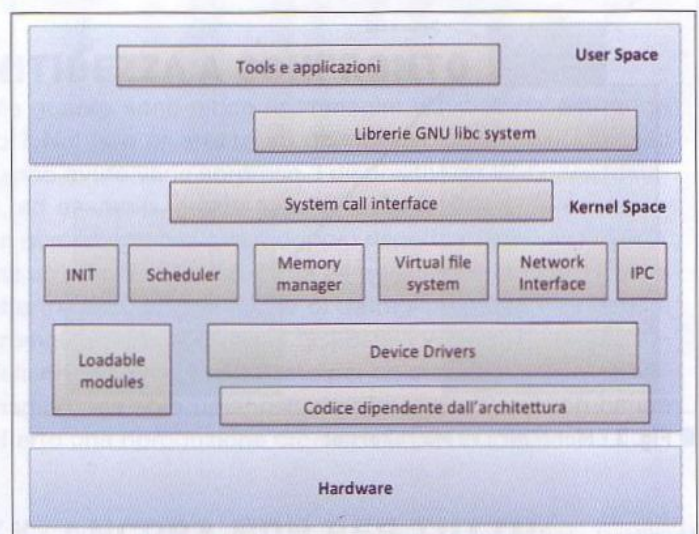 User Space
Tools e applicazioni
Librerie GNU libc system
System call interface
Kernel Space
INIT
Scheduler
Memory
manager
Virtual file
system
Network
Interface
IPC
Loadable
modules
Device Drivers
Codice dipendente dall'architettura
Hardware